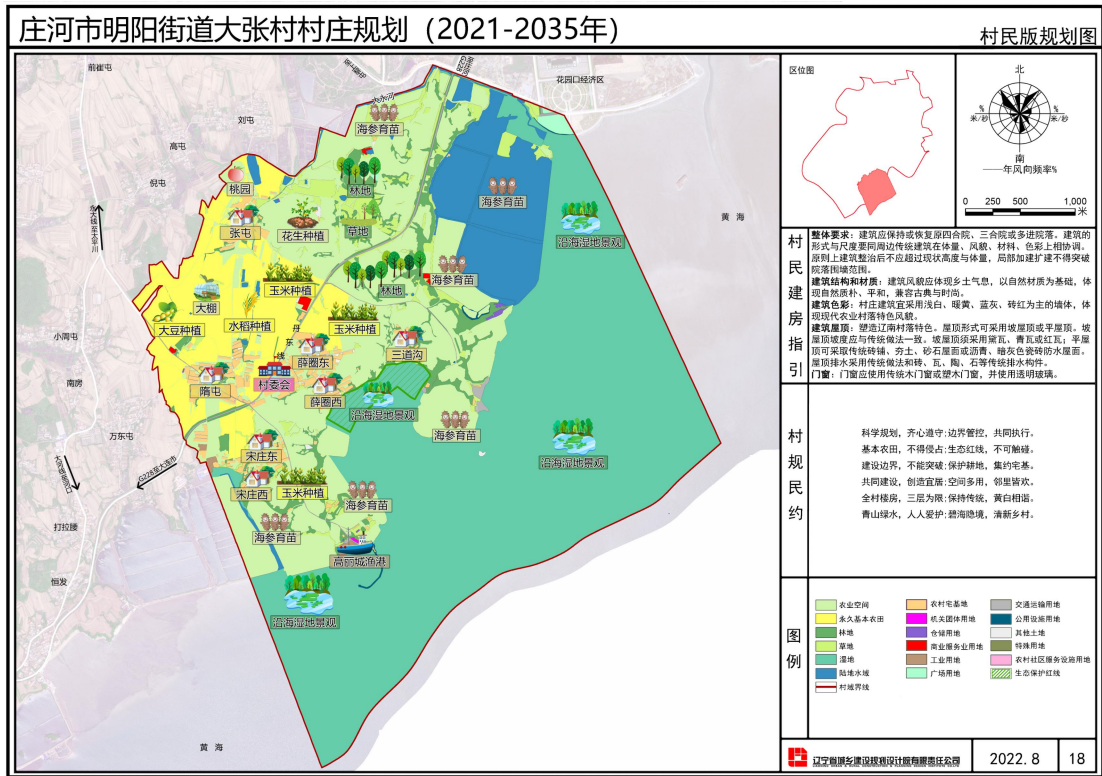 庄河市明阳街道大张村村庄规划（2021-2035年）
村民版规划图
前崔屯
花园口经济区
G228
大永河
海参育苗
刘屯
高屯
倪屯
桃园
张屯
花生种植
林地
草地
海参育苗
沿海湿地景观
黄 海
林地
海参育苗
玉米种植
玉米种植
大棚
大豆种植
水稻种植
丹
东
线
小周屯
南房
隋屯
村委会
薛圈东
薛圈西
三道沟
沿海湿地景观
海参育苗
沿海湿地景观
万东屯
G228至大连市
宋庄东
宋庄西
玉米种植
海参育苗
海参育苗
高丽城渔港
沿海湿地景观
打拉腰
恒发
黄 海
区位图
北
%
米/秒
%
米/秒
南
——年风向频率%
0 250 500 1,000
米
村民建房指引
整体要求：建筑应保持或恢复原四合院、三合院或多进院落。建筑的
形式与尺度要同周边传统建筑在体量、风貌、材料、色彩上相协调。
原则上建筑整治后不应超过现状高度与体量，局部加建扩建不得突破
院落围墙范围。
建筑结构和材质：建筑风貌应体现乡土气息，以自然材质为基础，体
现自然质朴、平和，兼容古典与时尚。
建筑色彩：村庄建筑宜采用浅白、暖黄、蓝灰、砖红为主的墙体，体
现现代农业村落特色风貌。
建筑屋顶：塑造辽南村落特色。屋顶形式可采用坡屋顶或平屋顶。坡
屋顶坡度应与传统做法一致。坡屋顶须采用黛瓦、青瓦或红瓦；平屋
顶可采取传统砖铺、夯土、砂石屋面或沥青、暗灰色瓷砖防水屋面。
屋顶排水采用传统做法和砖、瓦、陶、石等传统排水构件。
门窗：门窗应使用传统木门窗或塑木门窗，并使用透明玻璃。
村规民约
科学规划，齐心遵守；边界管控，共同执行。
基本农田，不得侵占；生态红线，不可触碰。
建设边界，不能突破；保护耕地，集约宅基。
共同建设，创造宜居；空间多用，邻里皆欢。
全村楼房，三层为限；保持传统，黄白相谐。
青山绿水，人人爱护；碧海隐境，清新乡村。
图例
农业空间
永久基本农田
林地
草地
湿地
陆地水域
村域界线
农村宅基地
机关团体用地
仓储用地
商业服务业用地
工业用地
广场用地
交通运输用地
公用设施用地
其他土地
特殊用地
农村社区服务设施用地
生态保护红线
辽宁省城乡建设规划设计院有限责任公司
2022.8
18